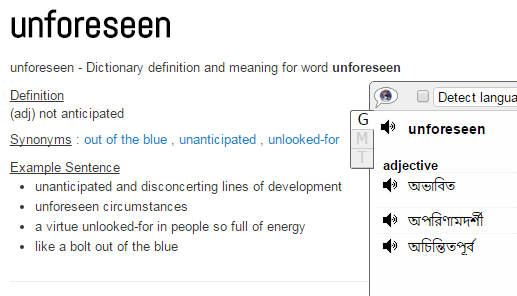 unforeseen
unforeseen - Dictionary definition and meaning for word unforeseen
Definition
(adj) not anticipated
Synonyms : out of the blue , unanticipated , unlooked-for
Example Sentence
unanticipated and disconcerting lines of development
unforeseen circumstances
a virtue unlooked-for in people so full of energy
like a bolt out of the blue
Detect langua
G
M
T
unforeseen
adjective
অভাবিত
অপরিণামদর্শী
অচিন্তিতপূর্ব